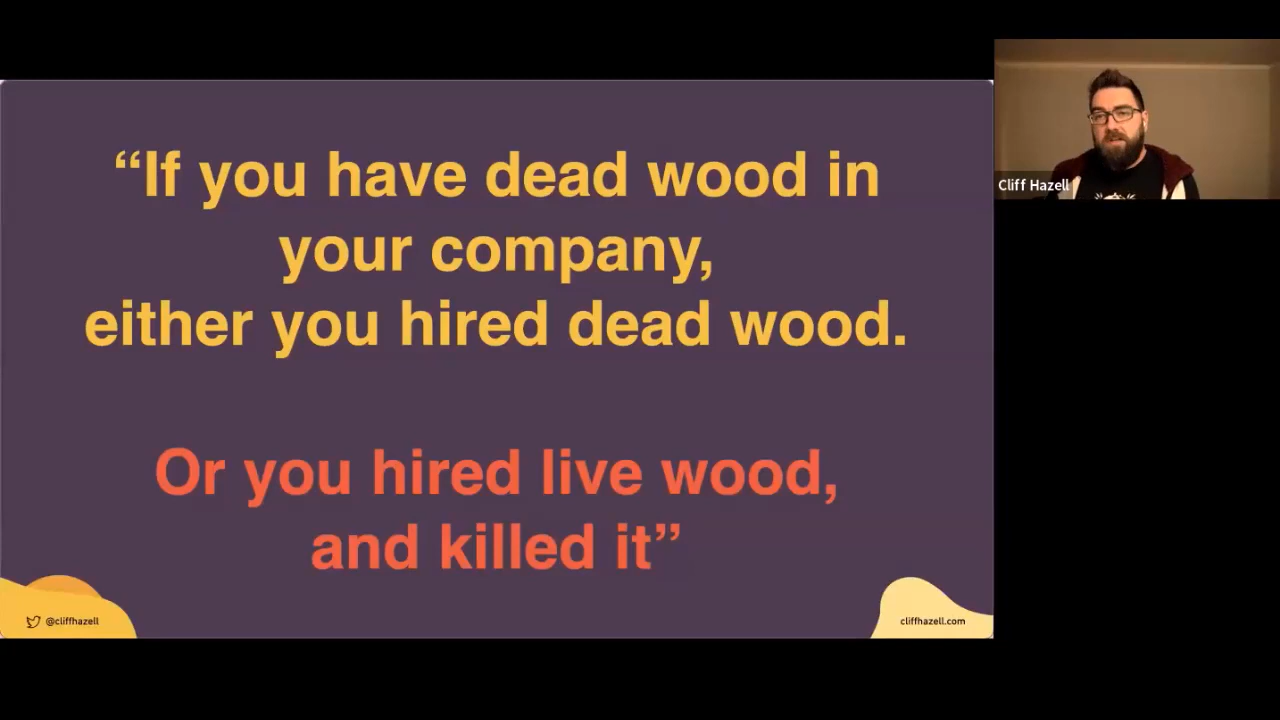 “If you have dead wood in
your company,
either you hired dead wood.
Or you hired live wood,
and killed it”
@cliffhazell
cliffhazell.com
Cliff Hazell